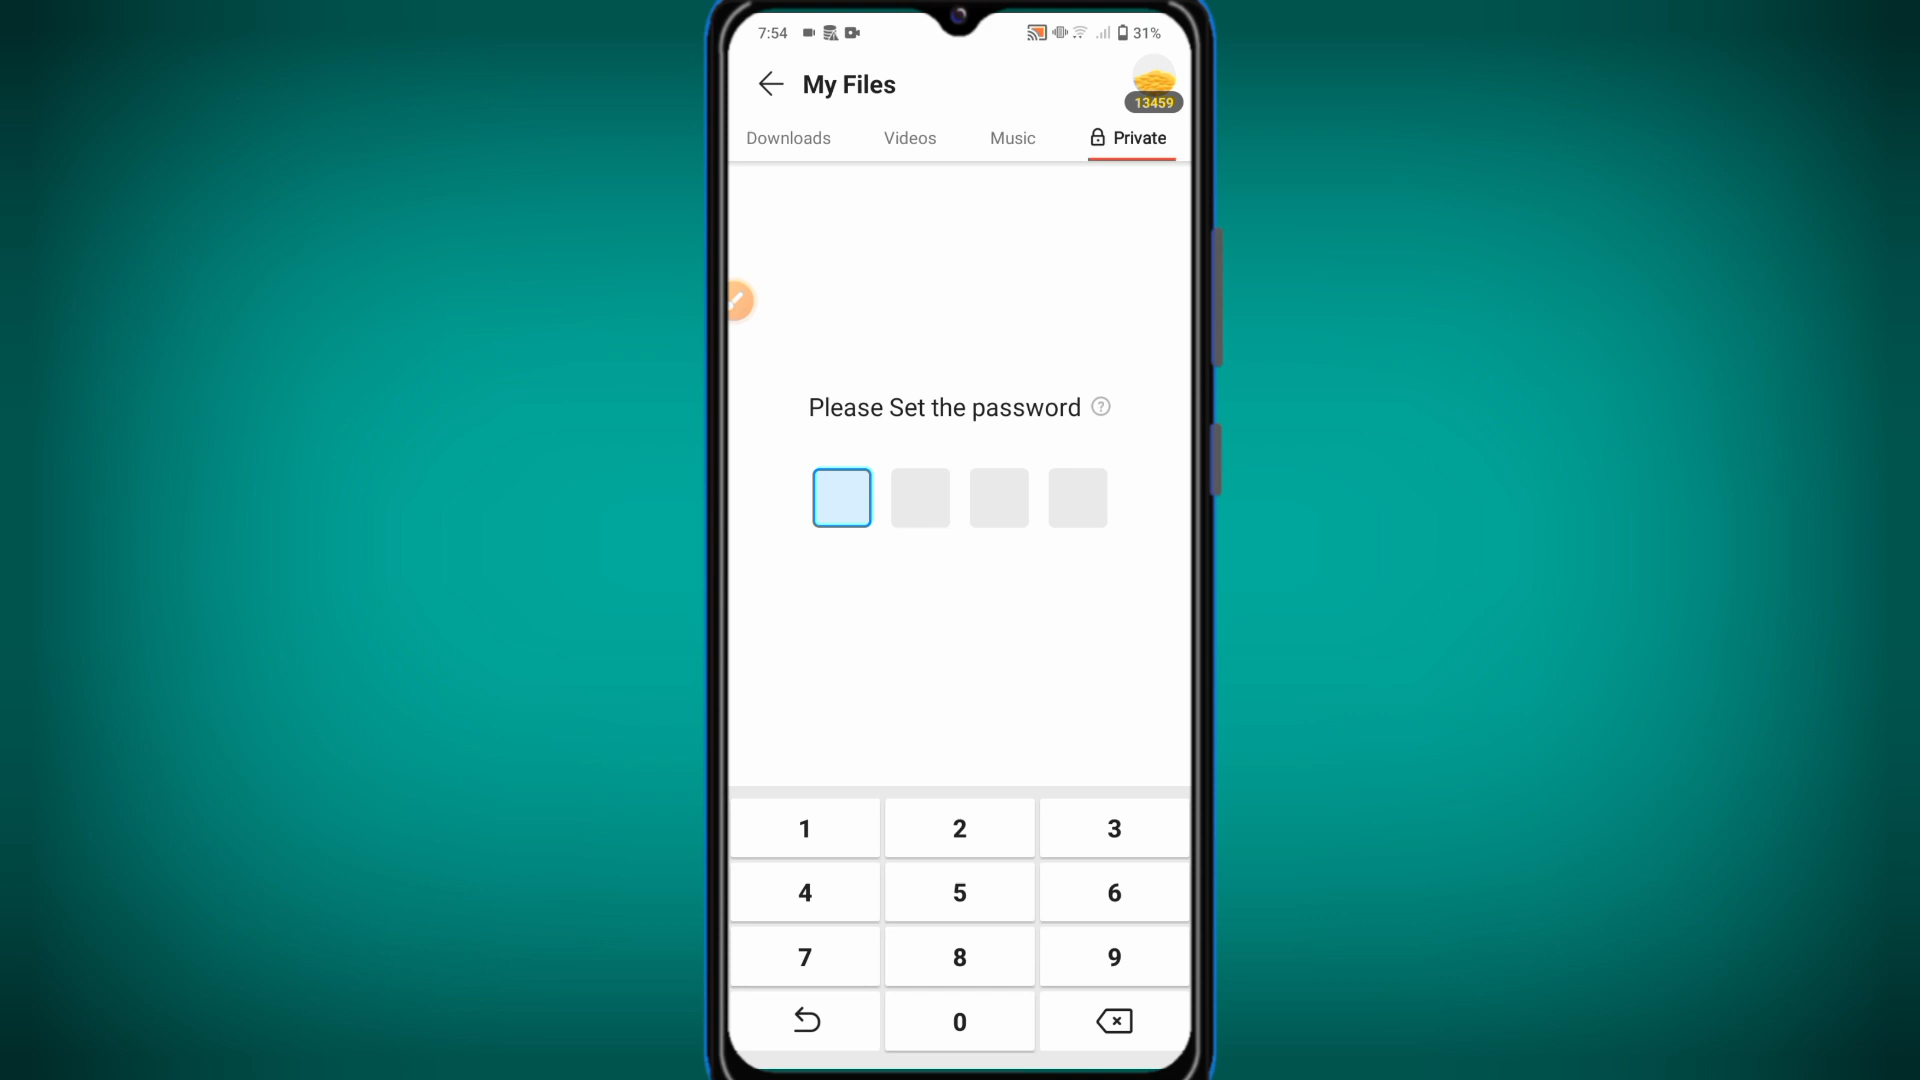 7:54 31%
My Files
13459
Downloads Videos Music Private
Please Set the password ?
1 2 3
4 5 6
7 8 9
0